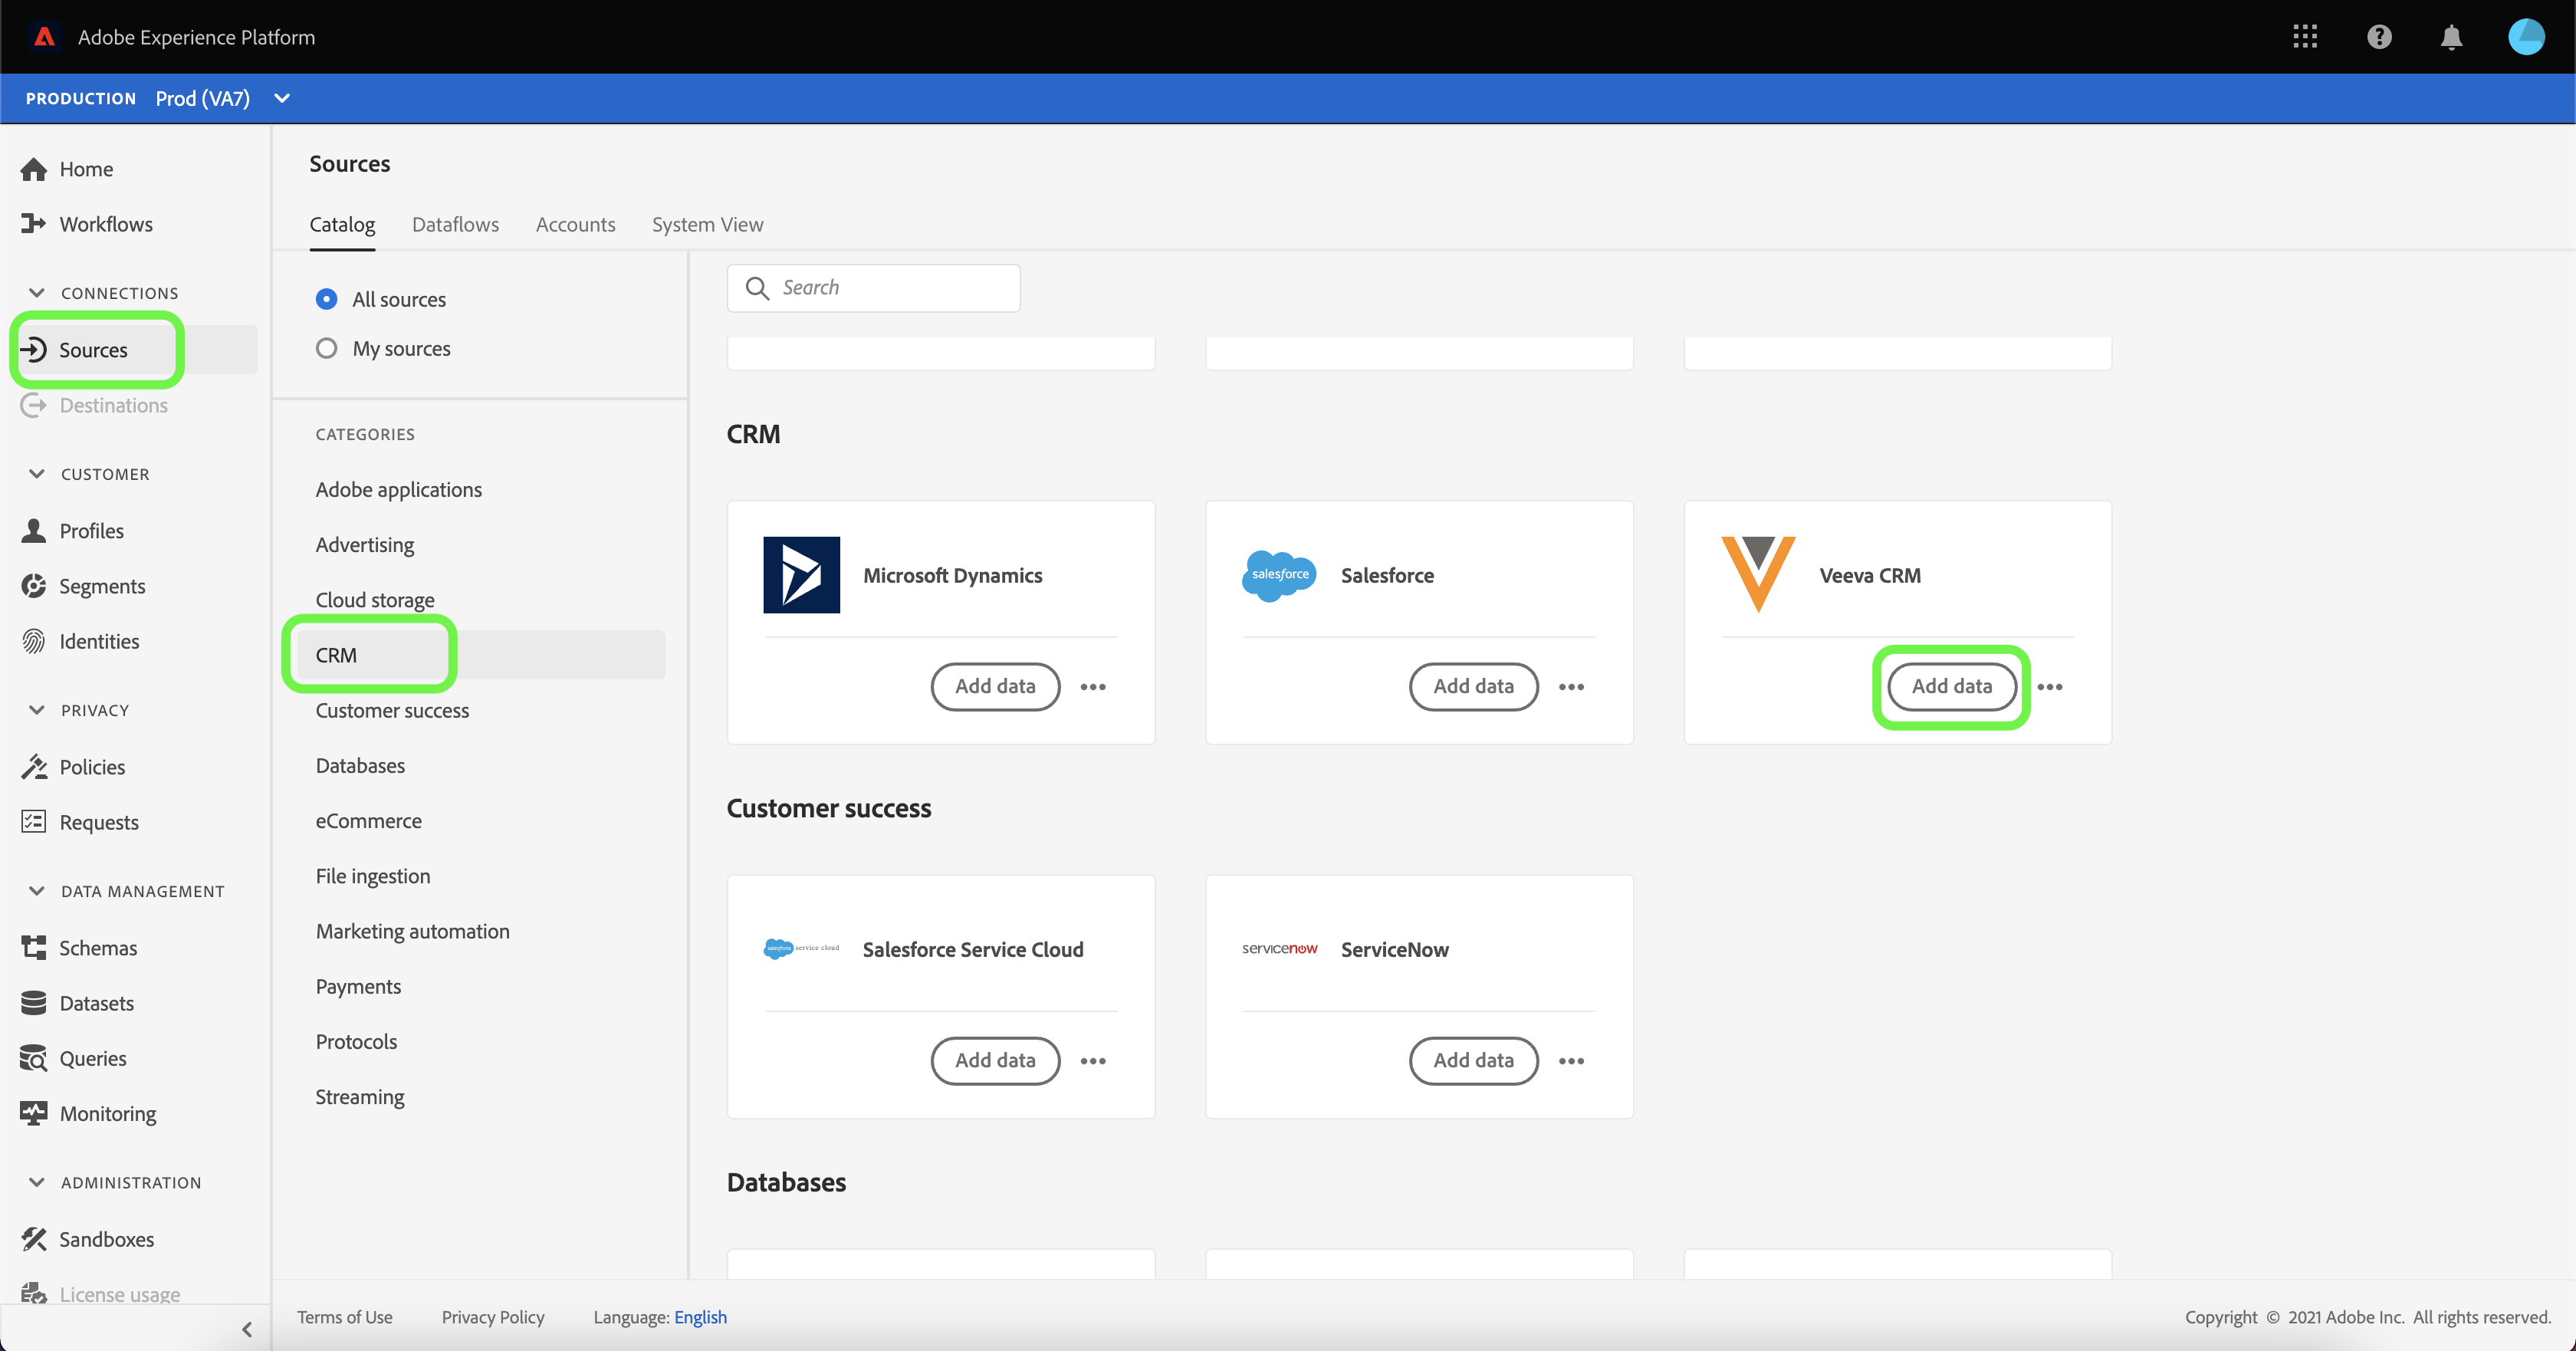 Adobe Experience Platform
PRODUCTION Prod (VA7)
Home
Workflows
CONNECTIONS
Sources
Destinations
CUSTOMER
Profiles
Segments
Identities
PRIVACY
Policies
Requests
DATA MANAGEMENT
Schemas
Datasets
Queries
Monitoring
ADMINISTRATION
Sandboxes
License usage
Sources
Catalog Dataflows Accounts System View
All sources
My sources
CATEGORIES
Adobe applications
Advertising
Cloud storage
CRM
Customer success
Databases
eCommerce
File ingestion
Marketing automation
Payments
Protocols
Streaming
Search
CRM
Microsoft Dynamics
Add data
salesforce
Salesforce
Add data
Veeva CRM
Add data
Customer success
salesforce service cloud
Salesforce Service Cloud
Add data
servicenow
ServiceNow
Add data
Databases
Terms of Use Privacy Policy Language: English
Copyright © 2021 Adobe Inc. All rights reserved.